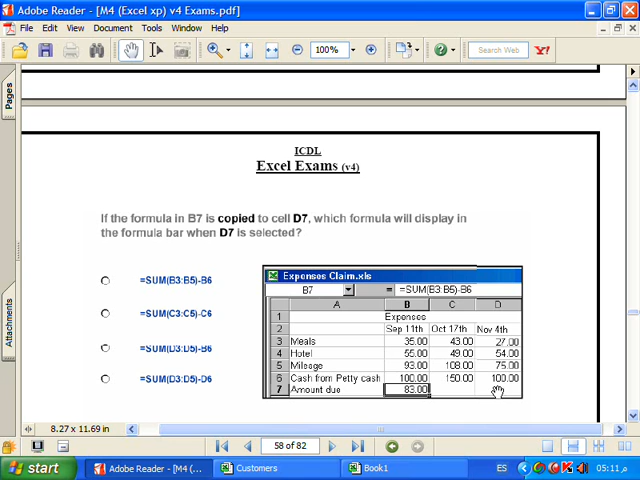 Adobe Reader - [M4 (Excel xp) v4 Exams.pdf]
File Edit View Document Tools Window Help
100% Search Web Y!
Pages
Attachments
ICDL
Excel Exams (v4)
If the formula in B7 is copied to cell D7, which formula will display in
the formula bar when D7 is selected?
=SUM(B3:B5)-B6
=SUM(C3:C5)-C6
=SUM(D3:D5)-B6
=SUM(D3:D5)-D6
Expenses Claim.xls
B7 = =SUM(B3:B5)-B6
A B C D
1 Expenses
2 Sep 11th Oct 17th Nov 4th
3 Meals 35.00 43.00 27.00
4 Hotel 55.00 49.00 54.00
5 Mileage 93.00 108.00 75.00
6 Cash from Petty cash 100.00 150.00 100.00
7 Amount due 83.00
8.27 x 11.69 in
58 of 82
start Adobe Reader - [M4 (... Customers Book1 ES 05:11 م